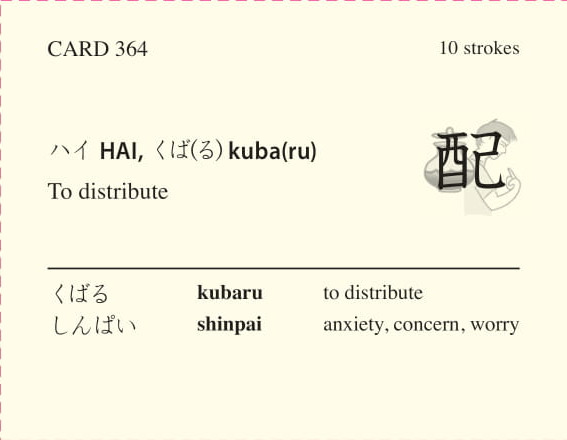 CARD 364
10 strokes
ハイ HAI, くば(る) kuba(ru)
To distribute
配
くばる kubaru to distribute
しんぱい shinpai anxiety, concern, worry